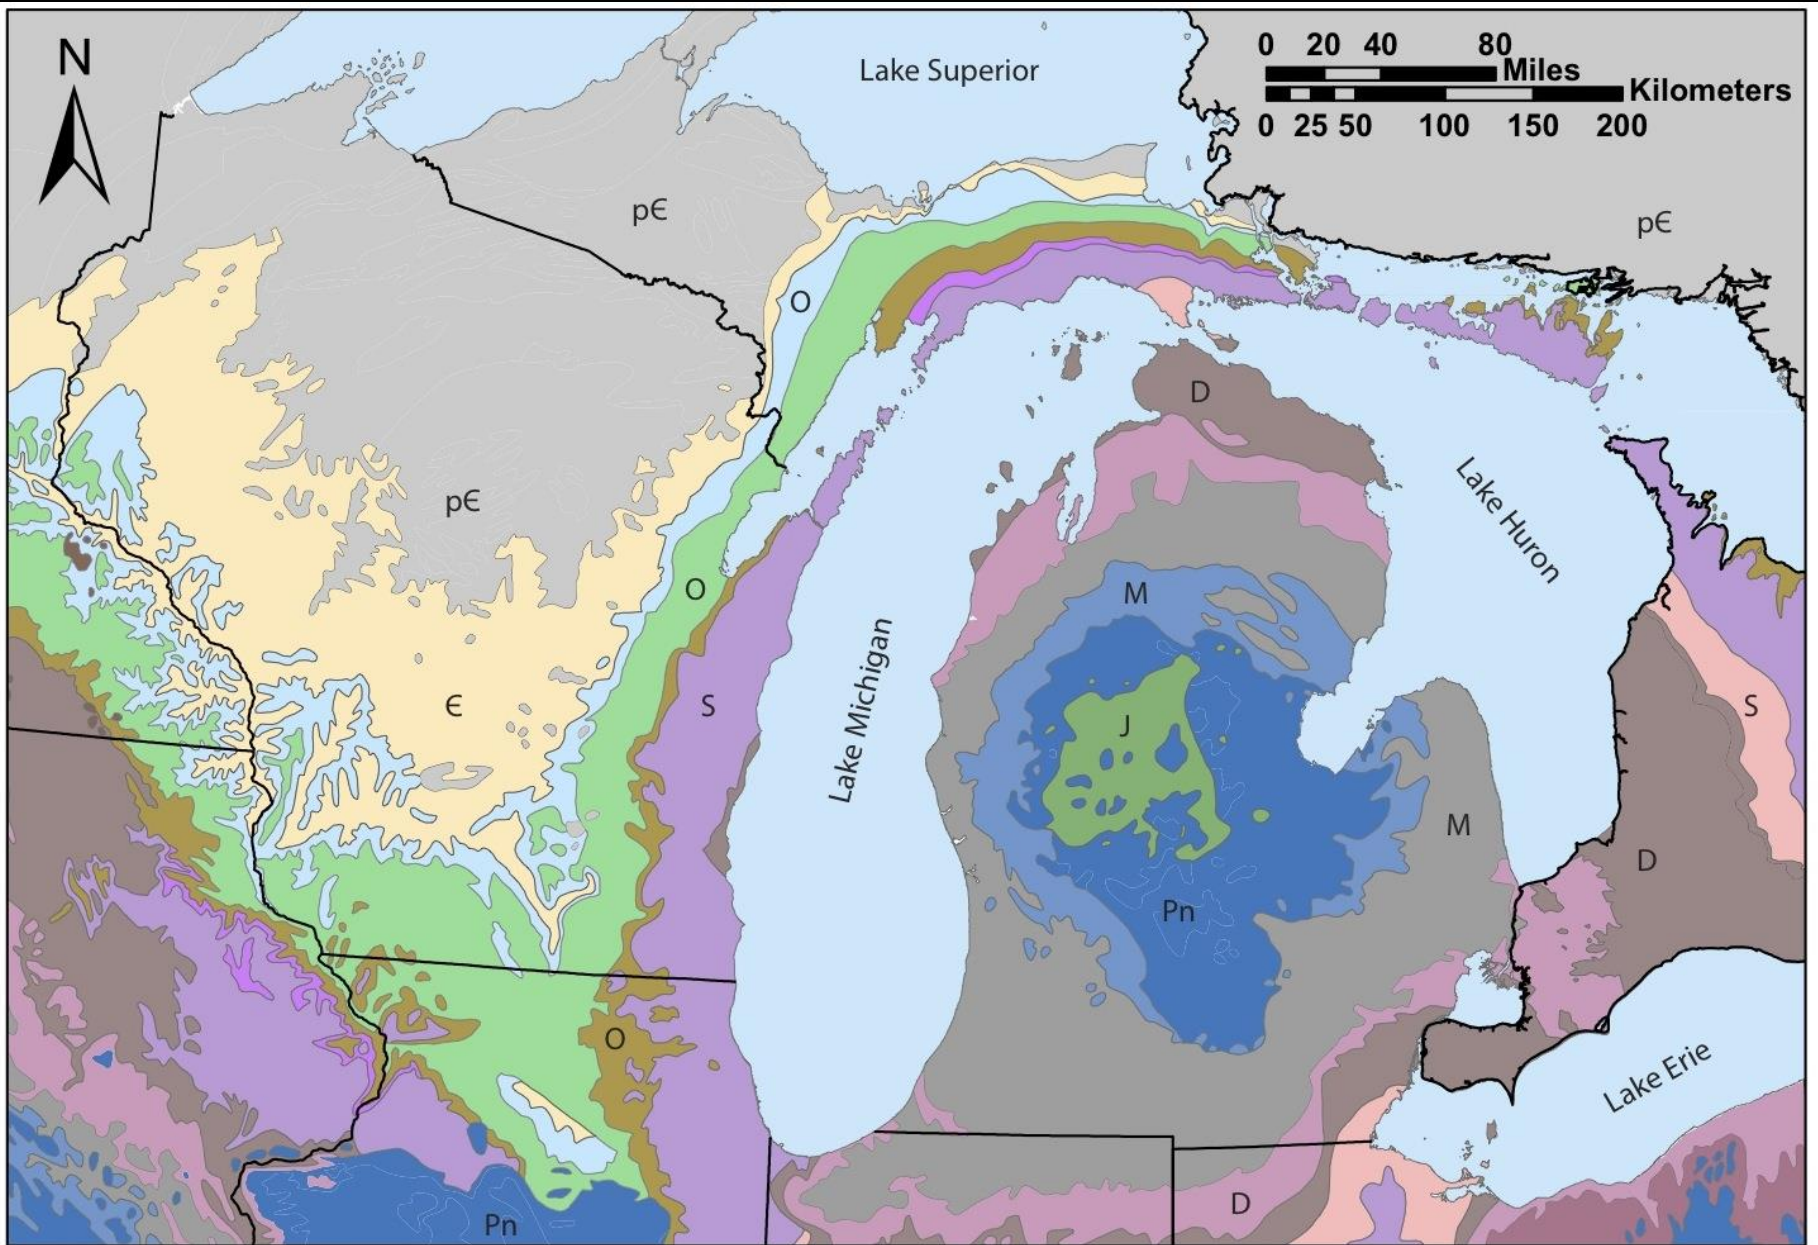 N
Lake Superior
0 20 40 80
Miles
Kilometers
0 25 50 100 150 200
pЄ
pЄ
O
D
pЄ
Lake Huron
O
M
Є
S
Lake Michigan
J
S
M
D
Pn
O
Lake Erie
D
Pn